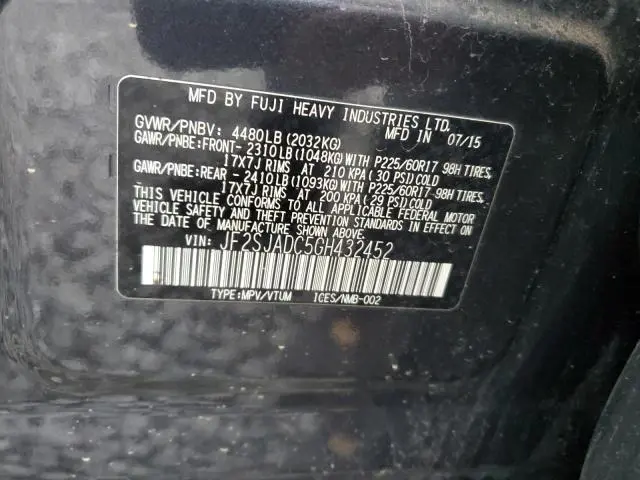 MFD BY FUJI HEAVY INDUSTRIES LTD.
MFD IN 07/15
GVWR/PNBV: 4480LB(2032KG)
GAWR/PNBE:FRONT- 2310LB(1048KG)WITH P225/60R17 98H TIRES,
17X7J RIMS AT 210 KPA(30 PSI)COLD
GAWR/PNBE:REAR - 2410LB(1093KG)WITH P225/60R17 98H TIRES,
17X7J RIMS AT 200 KPA(29 PSI)COLD
THIS VEHICLE CONFORMS TO ALL APPLICABLE FEDERAL MOTOR
VEHICLE SAFETY AND THEFT PREVENTION STANDARDS IN EFFECT ON
THE DATE OF MANUFACTURE SHOWN ABOVE.
VIN: JF2SJADC5GH432452
TYPE:MPV/VTUM ICES/NMB-002